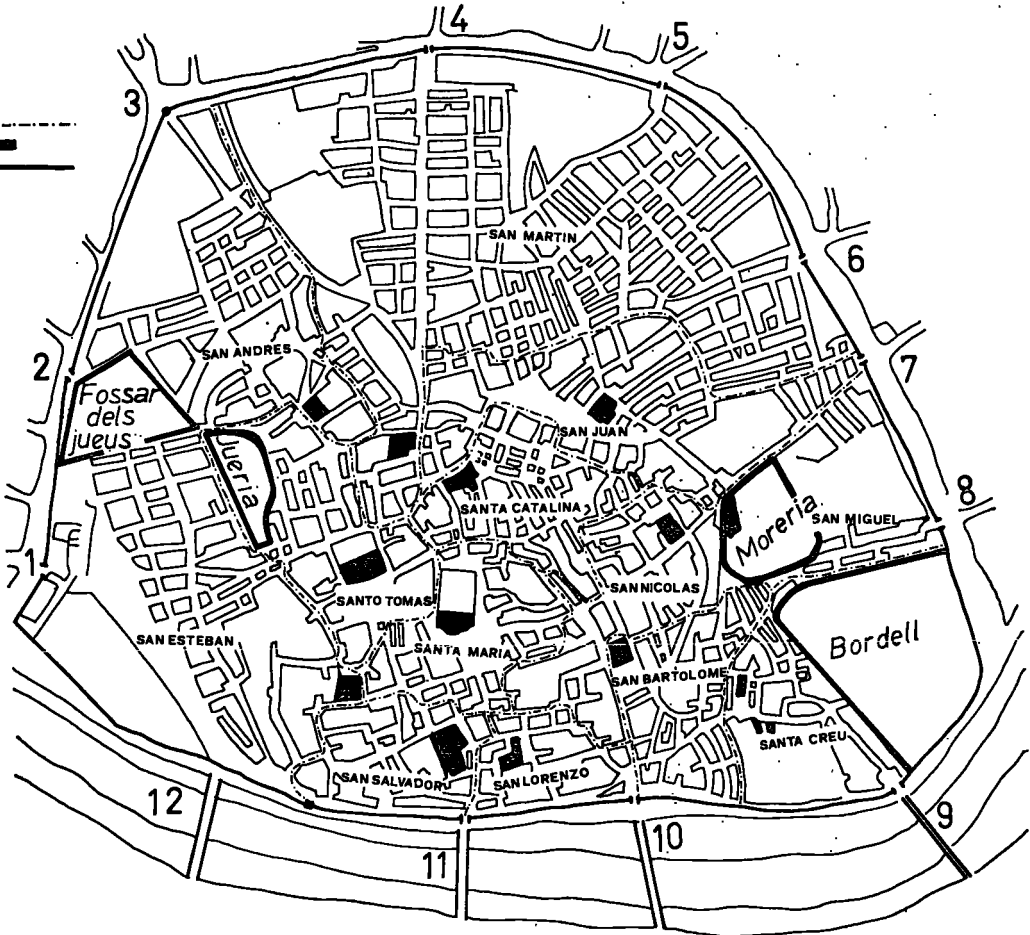 4
5
3
SAN MARTIN
6
SAN ANDRES
2
7
Fossar
dels
jueus
Jueria
SAN JUAN
8
SANTA CATALINA
Moreria
SAN MIGUEL
1
SANTO TOMAS
SAN NICOLAS
SAN ESTEBAN
SANTA MARIA
Bordell
SAN BARTOLOME
SANTA CREU
SAN SALVADOR
SAN LORENZO
12
11
10
9